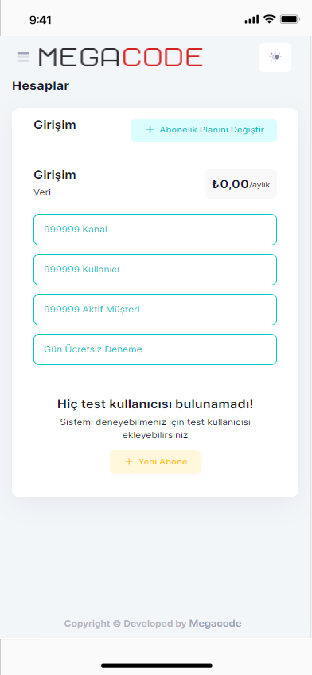 9:41
MEGACODE
Hesaplar
Girişim
+ Abonelik Planını Değiştir
Girişim
Veri
₺0,00/aylık
999999 Kanal
999999 Kullanıcı
999999 Aktif Müşteri
Gün Ücretsiz Deneme
Hiç test kullanıcısı bulunamadı!
Sistemi deneyebilmeniz için test kullanıcısı
ekleyebilirsiniz
+ Yeni Abone
Copyright © Developed by Megacode